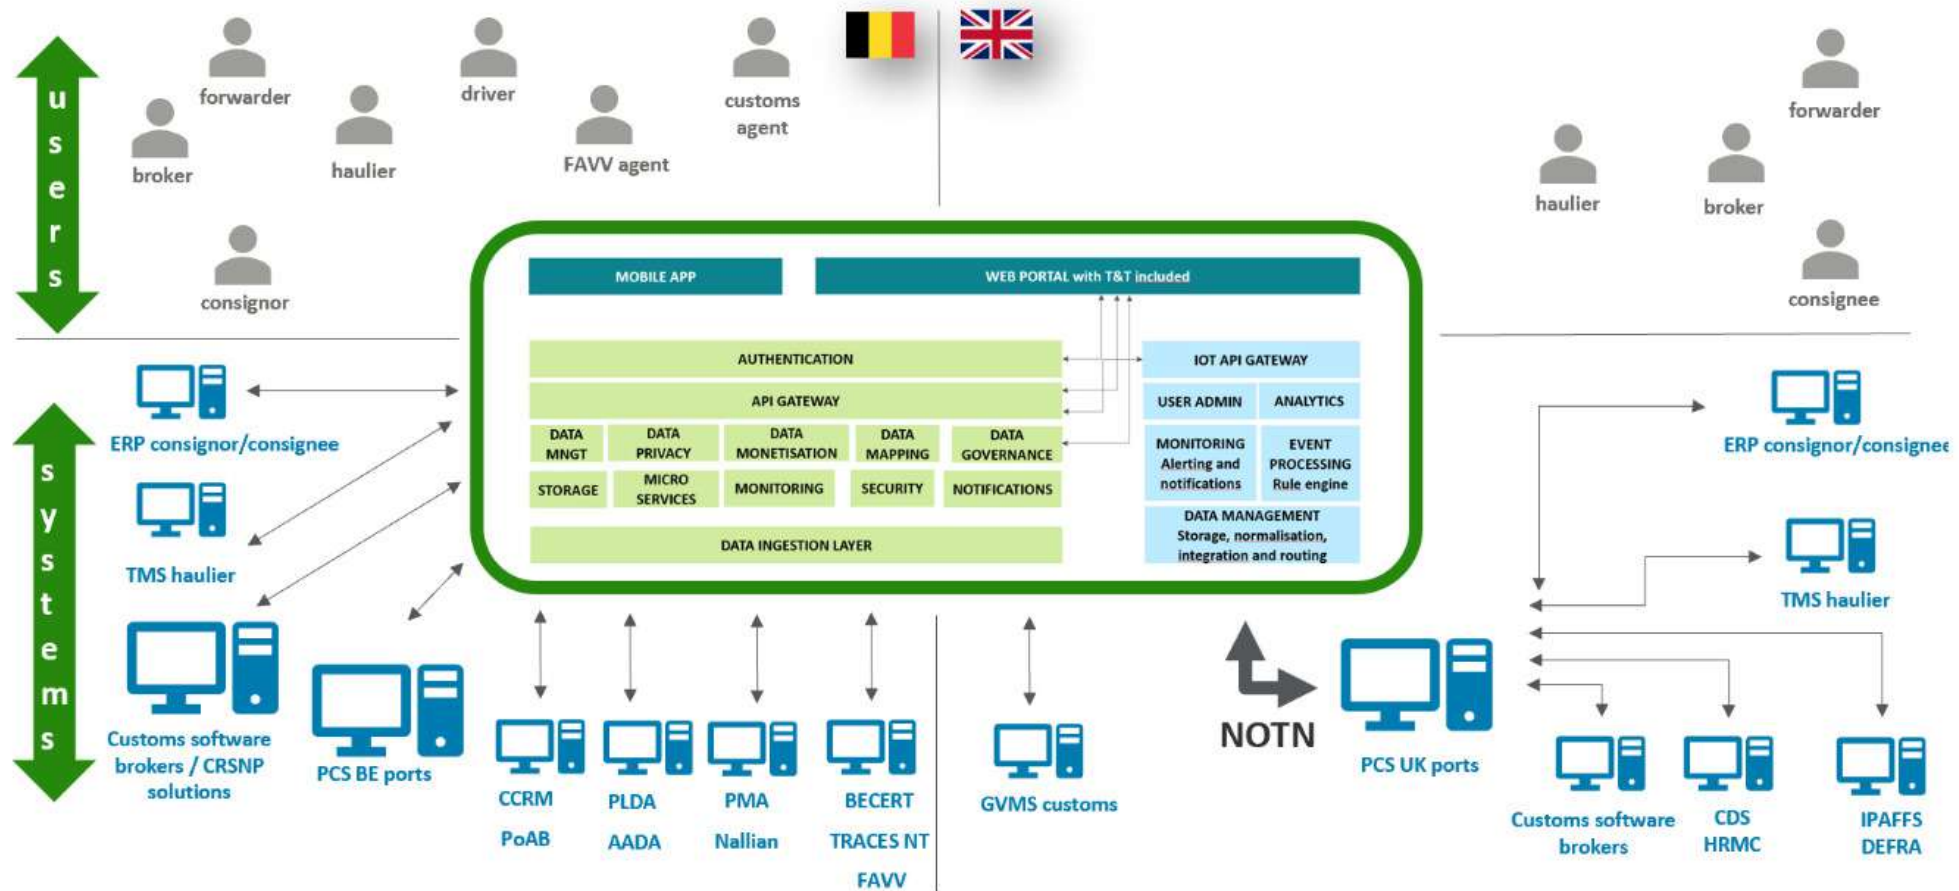 users
forwarder
driver
customs
agent
broker
haulier
FAVV agent
consignor
forwarder
haulier
broker
consignee
MOBILE APP
WEB PORTAL with T&T included
AUTHENTICATION
API GATEWAY
DATA
MNGT
DATA
PRIVACY
DATA
MONETISATION
DATA
MAPPING
DATA
GOVERNANCE
STORAGE
MICRO
SERVICES
MONITORING
SECURITY
NOTIFICATIONS
DATA INGESTION LAYER
IOT API GATEWAY
USER ADMIN
ANALYTICS
MONITORING
Alerting and
notifications
EVENT
PROCESSING
Rule engine
DATA MANAGEMENT
Storage, normalisation,
integration and routing
systems
ERP consignor/consignee
TMS haulier
Customs software
brokers / CRSNP
solutions
PCS BE ports
CCRM
PoAB
PLDA
AADA
PMA
Nallian
BECERT
TRACES NT
FAVV
GVMS customs
NOTN
PCS UK ports
ERP consignor/consignee
TMS haulier
Customs software
brokers
CDS
HRMC
IPAFFS
DEFRA